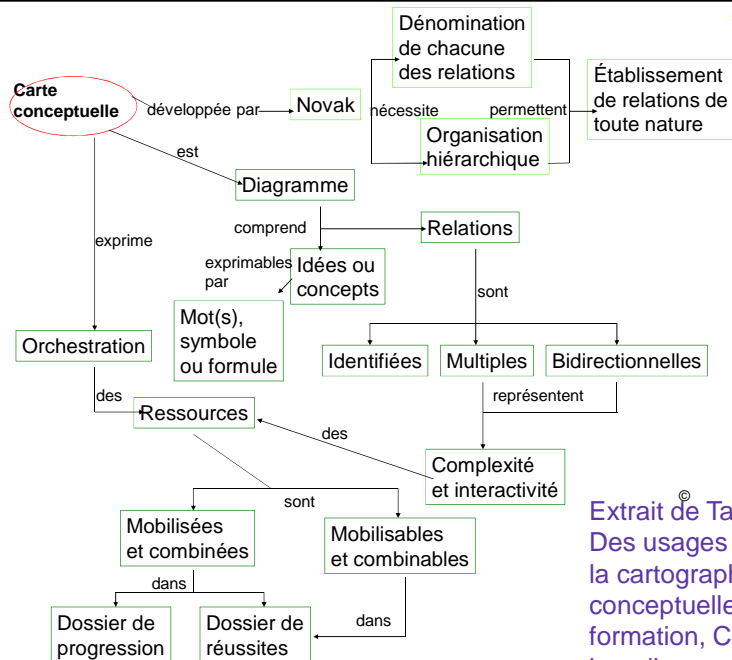 Carte
conceptuelle
développée par
Novak
nécessite
Dénomination
de chacune
des relations
Organisation
hiérarchique
permettent
Établissement
de relations de
toute nature
est
Diagramme
comprend
Relations
exprime
exprimables
par
Idées ou
concepts
Mot(s),
symbole
ou formule
sont
Orchestration
Identifiées
Multiples
Bidirectionnelles
des
Ressources
représentent
des
Complexité
et interactivité
sont
Mobilisées
et combinées
Mobilisables
et combinables
dans
dans
Dossier de
progression
Dossier de
réussites
©
Extrait de Ta
Des usages
la cartograph
conceptuelle
formation, C